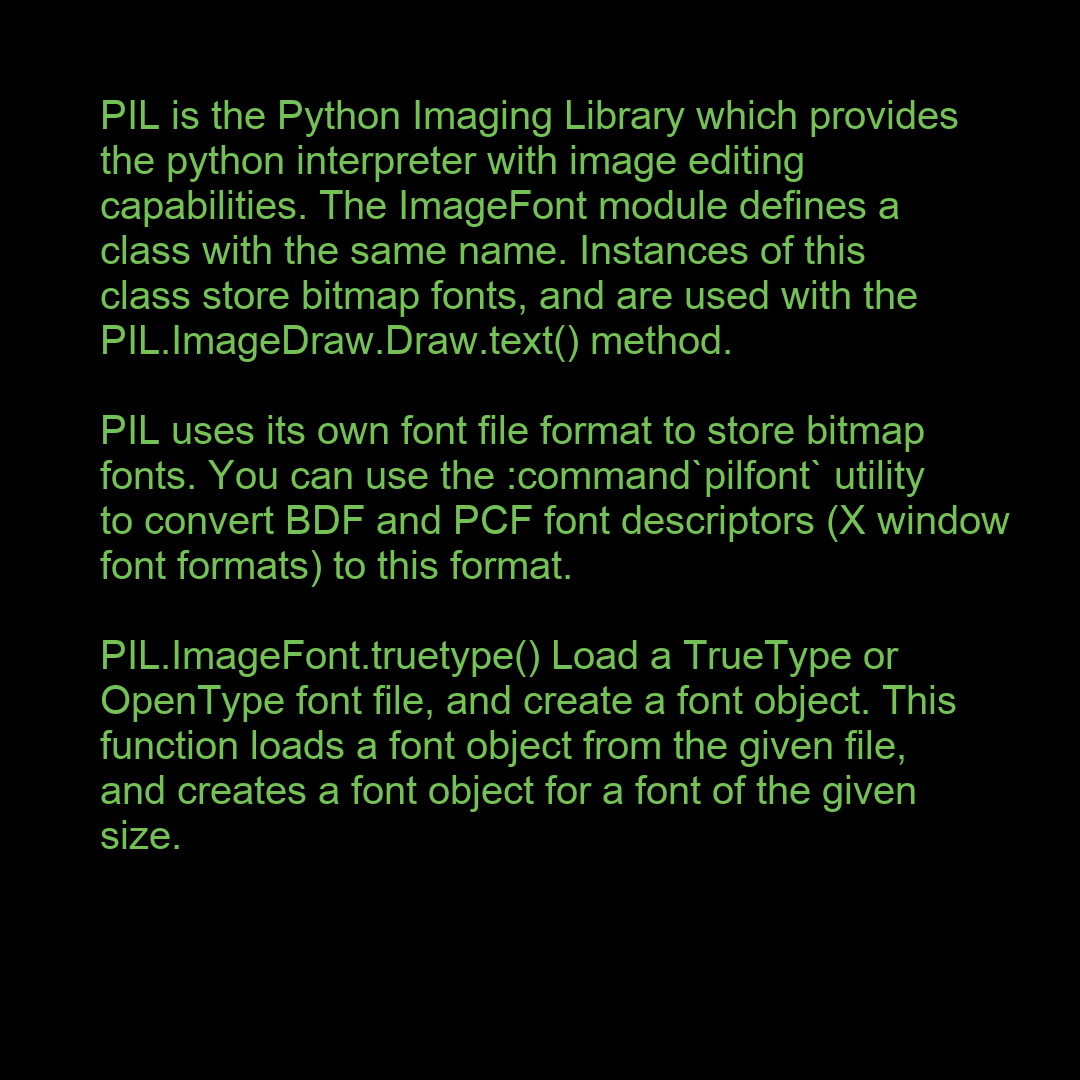 PIL is the Python Imaging Library which provides
the python interpreter with image editing
capabilities. The ImageFont module defines a
class with the same name. Instances of this
class store bitmap fonts, and are used with the
PIL.ImageDraw.Draw.text() method.

PIL uses its own font file format to store bitmap
fonts. You can use the :command`pilfont` utility
to convert BDF and PCF font descriptors (X window
font formats) to this format.

PIL.ImageFont.truetype() Load a TrueType or
OpenType font file, and create a font object. This
function loads a font object from the given file,
and creates a font object for a font of the given
size.